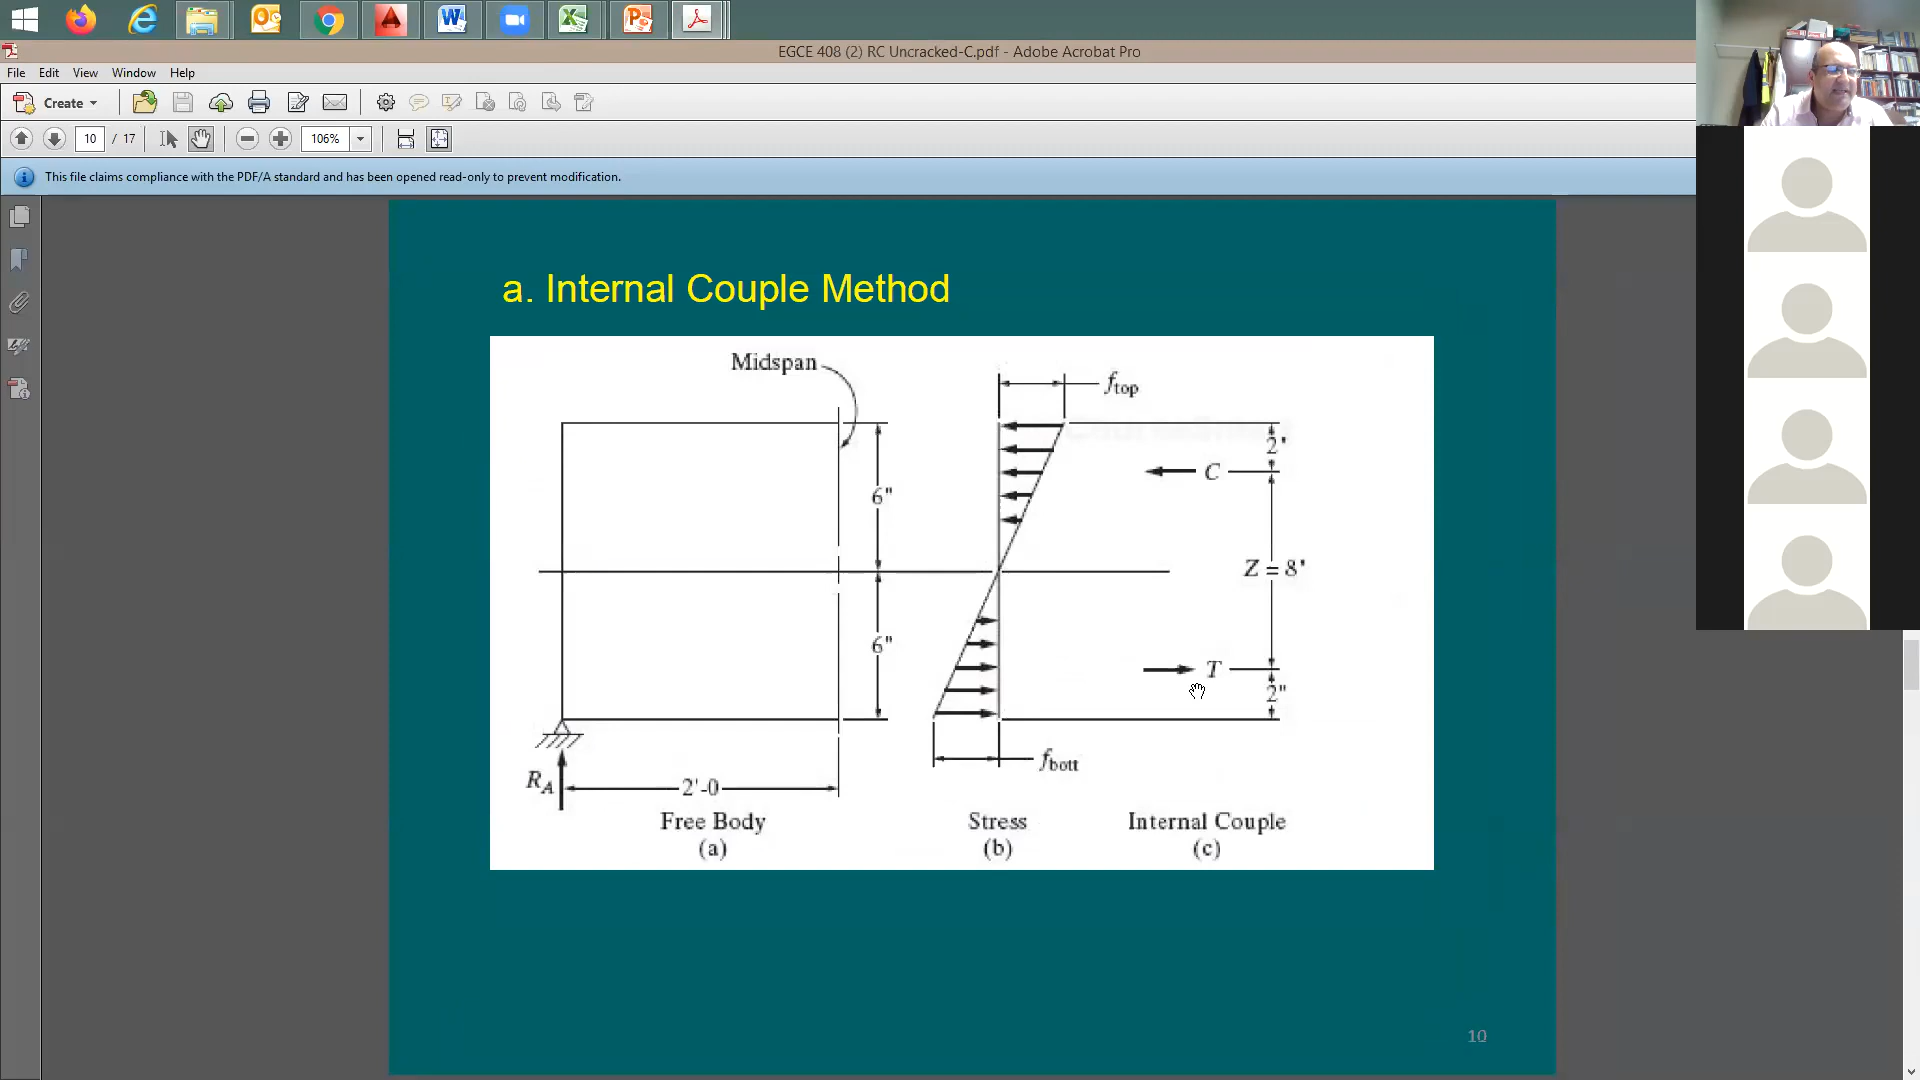 EGCE 408 (2) RC Uncracked-C.pdf - Adobe Acrobat Pro
File Edit View Window Help
Create
10 / 17 106%
This file claims compliance with the PDF/A standard and has been opened read-only to prevent modification.
a. Internal Couple Method
Midspan
f top
2'
C
6"
Z = 8'
6"
T
2"
f bott
R A
2'-0
Free Body
(a)
Stress
(b)
Internal Couple
(c)
10